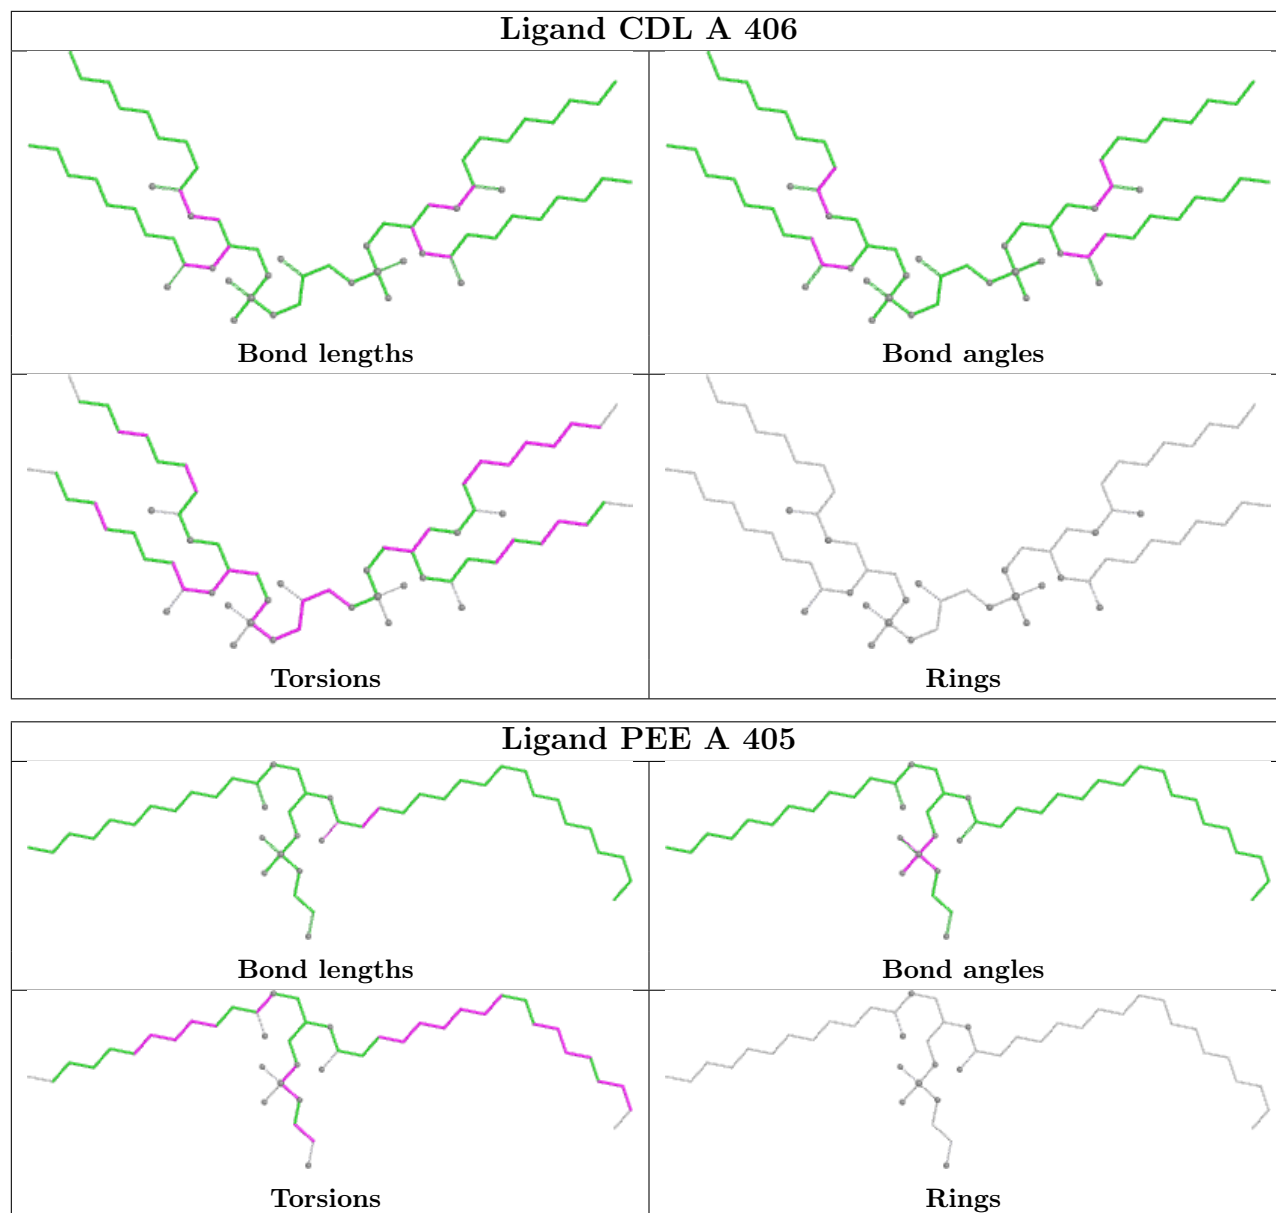 Ligand CDL A 406
Bond lengths
Bond angles
Torsions
Rings
Ligand PEE A 405
Bond lengths
Bond angles
Torsions
Rings